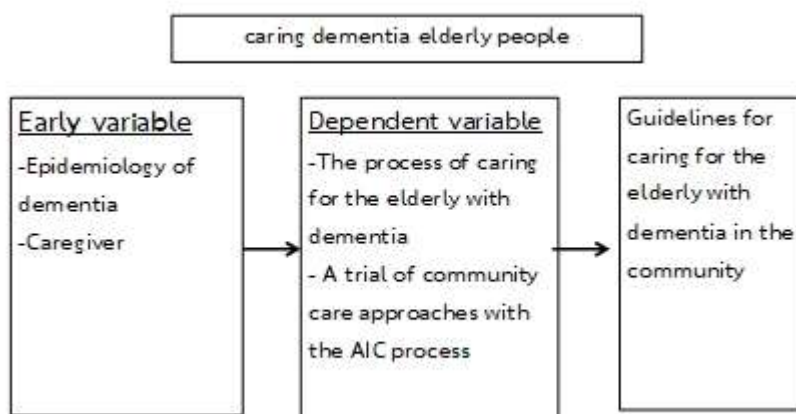 caring dementia elderly people
Early variable
-Epidemiology of
dementia
-Caregiver
Dependent variable
-The process of caring
for the elderly with
dementia
- A trial of community
care approaches with
the AIC process
Guidelines for
caring for the
elderly with
dementia in the
community